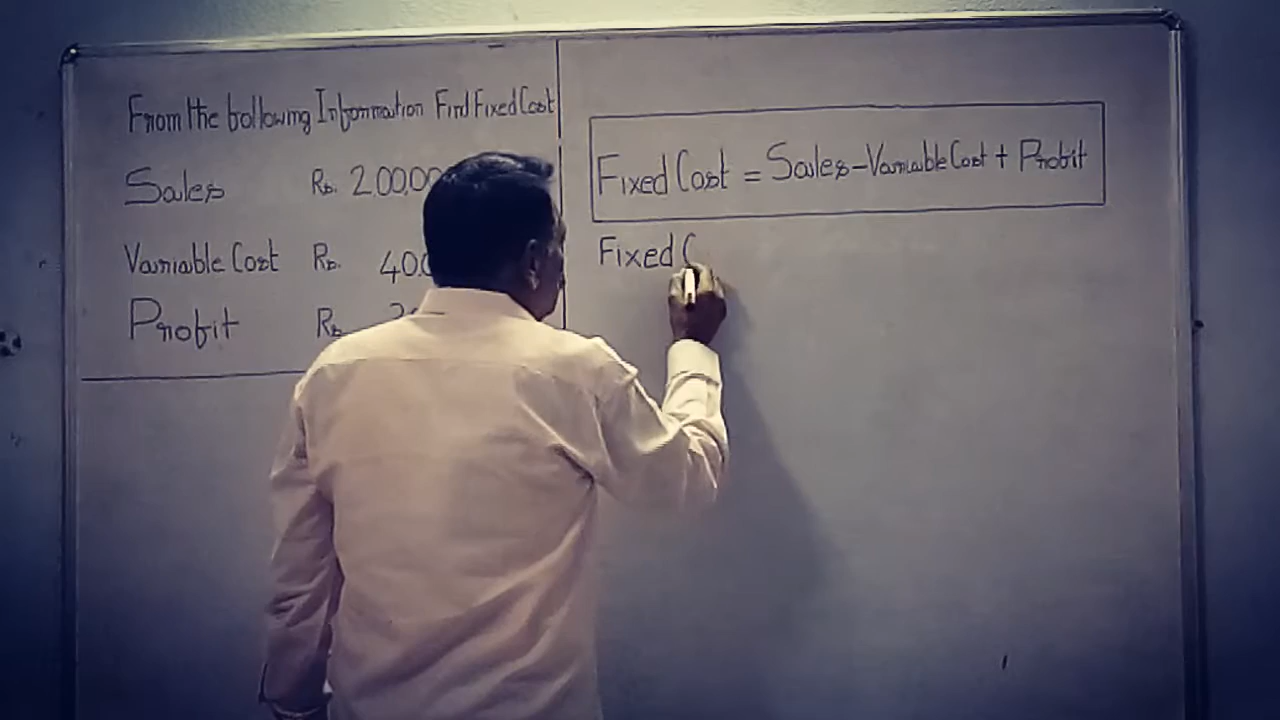 From the following Information Find Fixed Cost
Sales Rs. 2,00,00
Variable Cost Rs. 40,0
Profit Rs.
Fixed Cost = Sales - Variable Cost + Profit
Fixed C